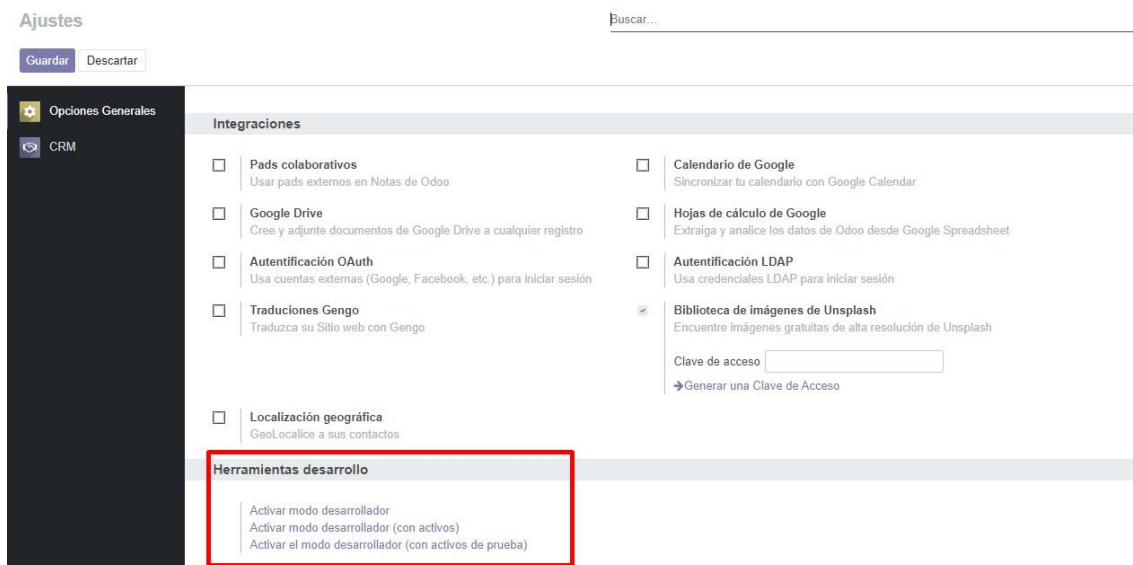 Ajustes
Buscar...
Guardar
Descartar
Opciones Generales
CRM
Integraciones
Pads colaborativos
Usar pads externos en Notas de Odoo
Calendario de Google
Sincronizar tu calendario con Google Calendar
Google Drive
Cree y adjunte documentos de Google Drive a cualquier registro
Hojas de cálculo de Google
Extraiga y analice los datos de Odoo desde Google Spreadsheet
Autentificación OAuth
Usa cuentas externas (Google, Facebook, etc.) para iniciar sesión
Autentificación LDAP
Usa credenciales LDAP para iniciar sesión
Traduciones Gengo
Traduzca su Sitio web con Gengo
Biblioteca de imágenes de Unsplash
Encuentre imágenes gratuitas de alta resolución de Unsplash
Clave de acceso
Generar una Clave de Acceso
Localización geográfica
GeoLocalice a sus contactos
Herramientas desarrollo
Activar modo desarrollador
Activar modo desarrollador (con activos)
Activar el modo desarrollador (con activos de prueba)